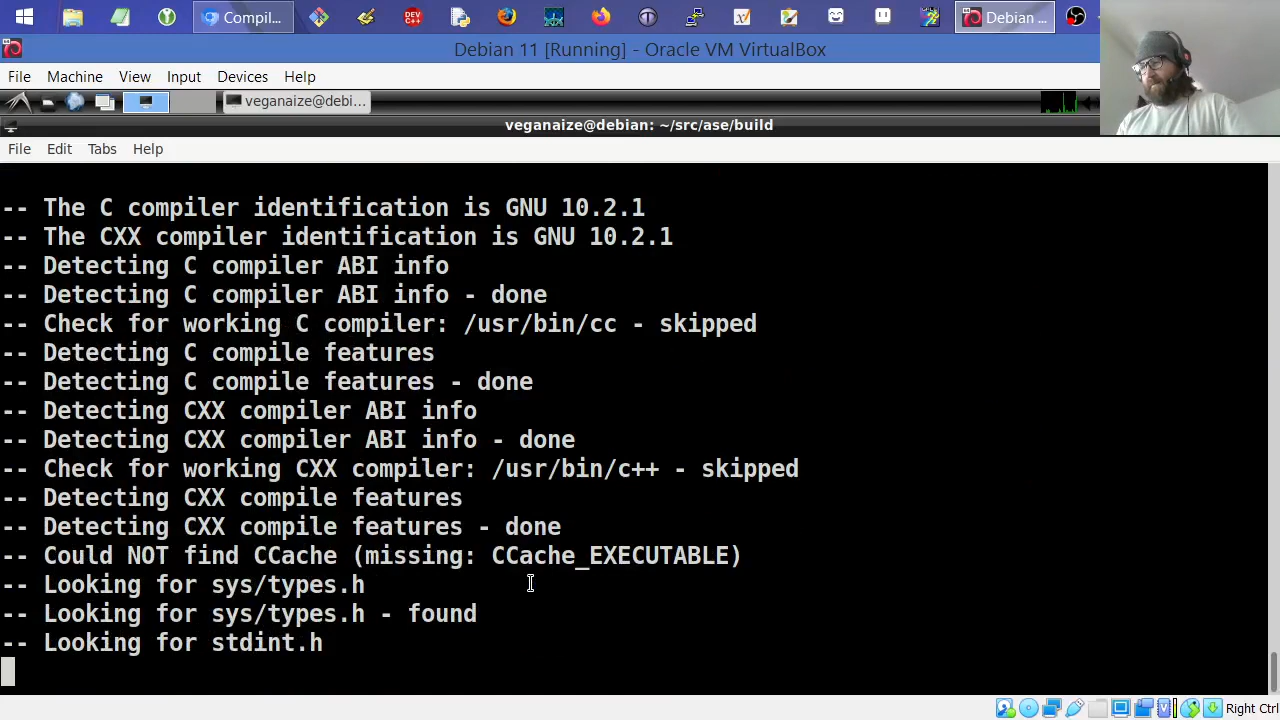 Compil...
DEV
C++
Debian ...
Debian 11 [Running] - Oracle VM VirtualBox
File Machine View Input Devices Help
veganaize@debi...
veganaize@debian: ~/src/ase/build
File Edit Tabs Help
-- The C compiler identification is GNU 10.2.1
-- The CXX compiler identification is GNU 10.2.1
-- Detecting C compiler ABI info
-- Detecting C compiler ABI info - done
-- Check for working C compiler: /usr/bin/cc - skipped
-- Detecting C compile features
-- Detecting C compile features - done
-- Detecting CXX compiler ABI info
-- Detecting CXX compiler ABI info - done
-- Check for working CXX compiler: /usr/bin/c++ - skipped
-- Detecting CXX compile features
-- Detecting CXX compile features - done
-- Could NOT find CCache (missing: CCache_EXECUTABLE)
-- Looking for sys/types.h
-- Looking for sys/types.h - found
-- Looking for stdint.h
Right Ctrl